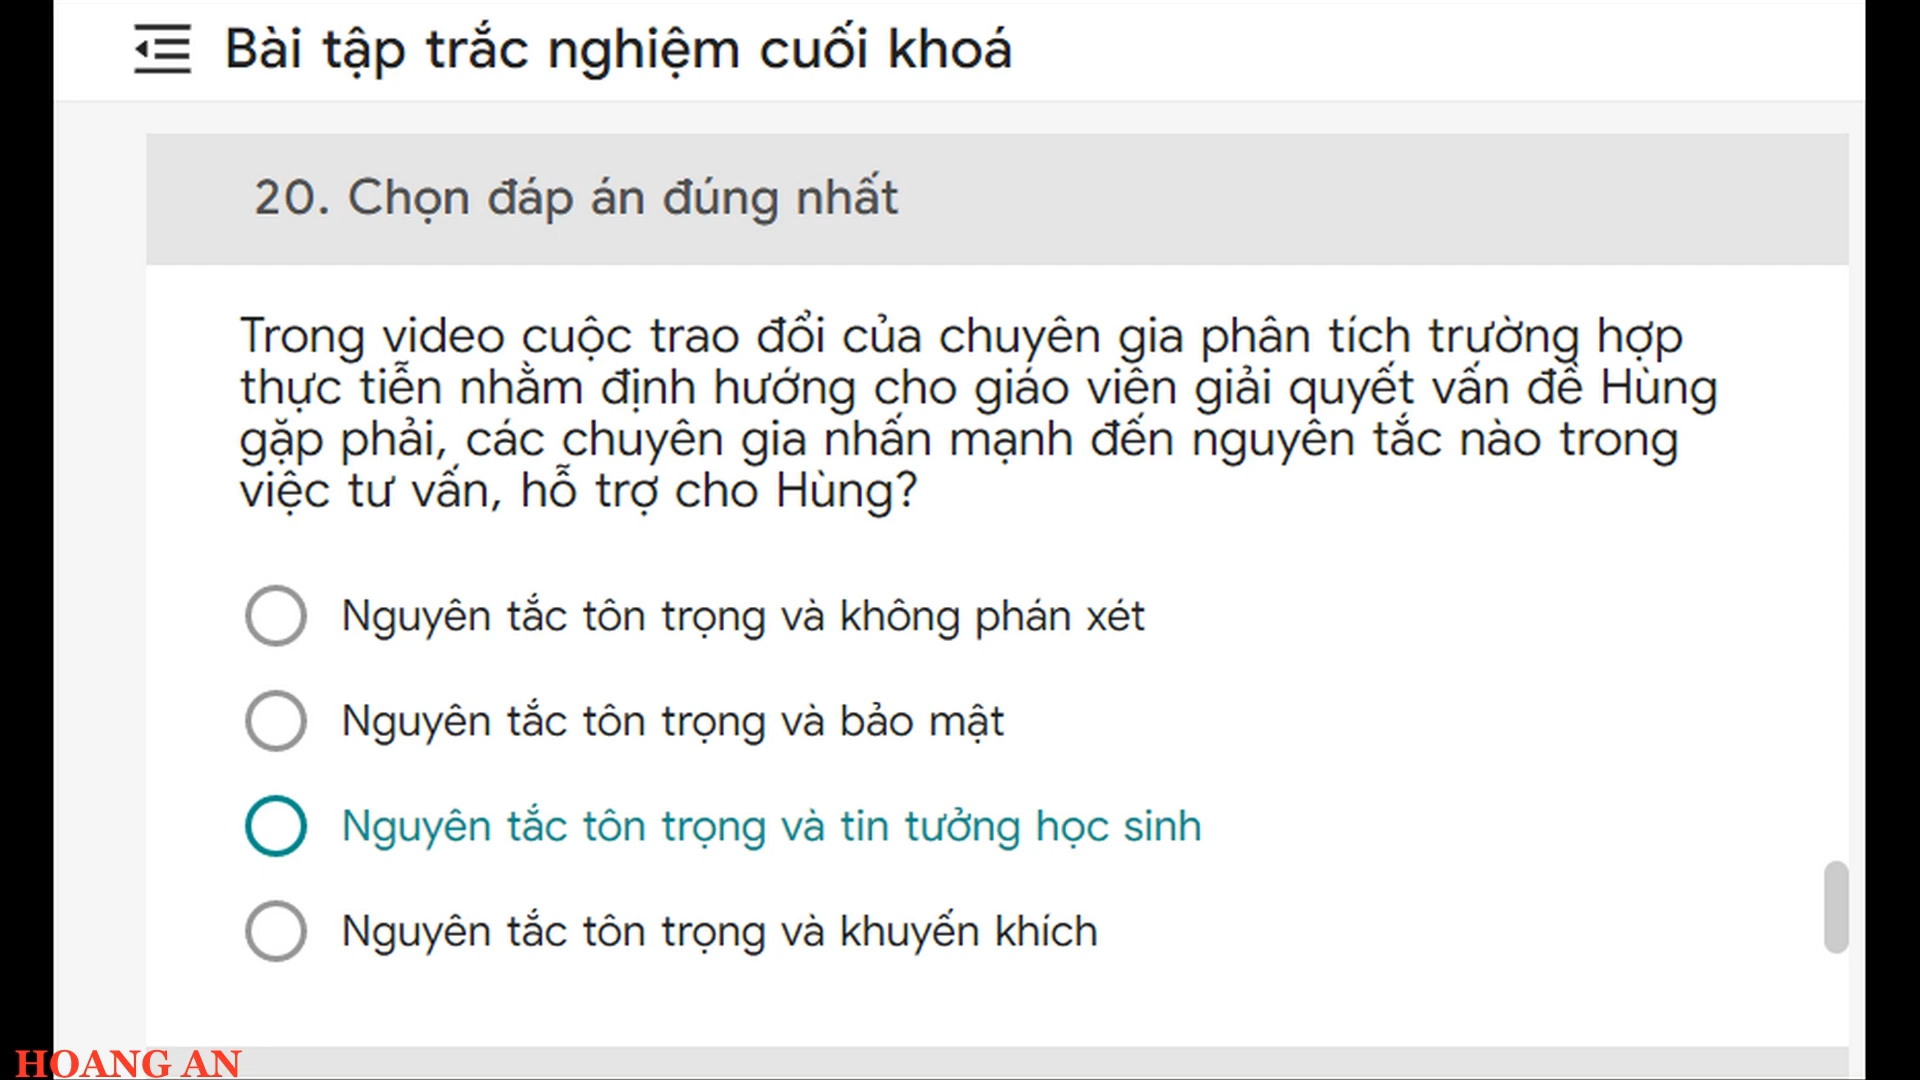 Bài tập trắc nghiệm cuối khoá
20. Chọn đáp án đúng nhất
Trong video cuộc trao đổi của chuyên gia phân tích trường hợp
thực tiễn nhằm định hướng cho giáo viên giải quyết vấn đề Hùng
gặp phải, các chuyên gia nhấn mạnh đến nguyên tắc nào trong
việc tư vấn, hỗ trợ cho Hùng?
Nguyên tắc tôn trọng và không phán xét
Nguyên tắc tôn trọng và bảo mật
Nguyên tắc tôn trọng và tin tưởng học sinh
Nguyên tắc tôn trọng và khuyến khích
HOANG AN